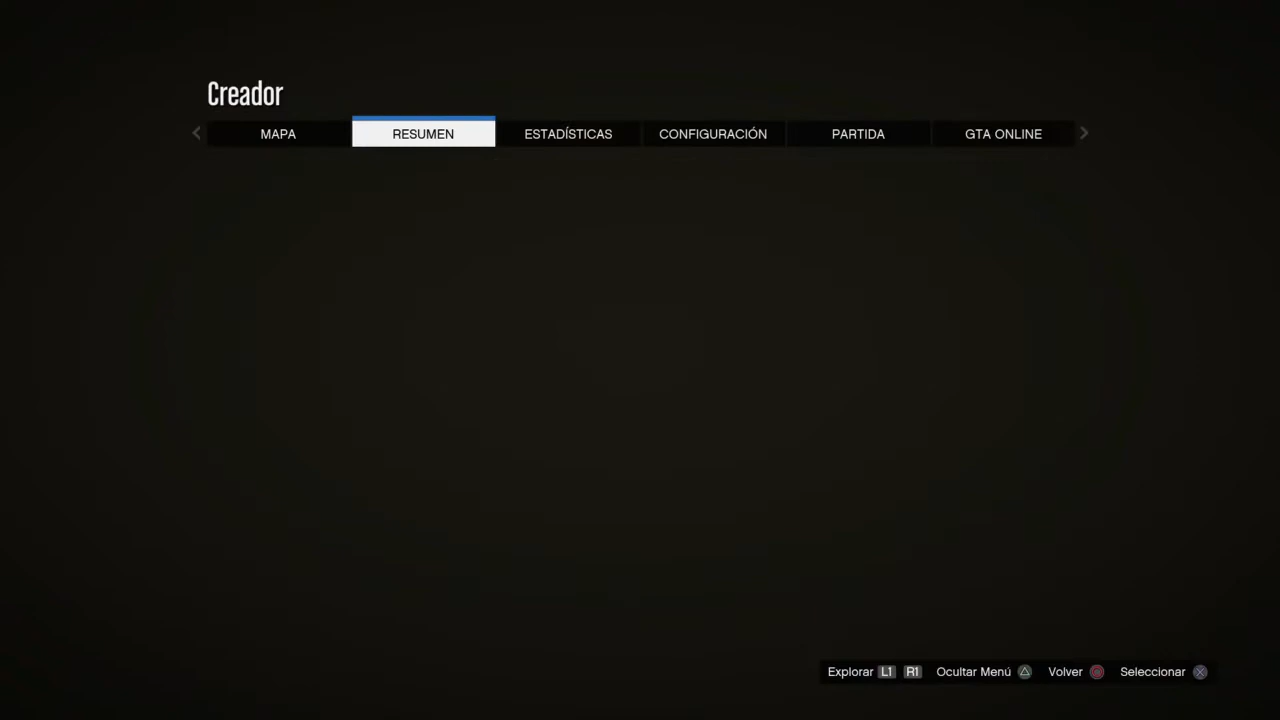 Creador
MAPA RESUMEN ESTADÍSTICAS CONFIGURACIÓN PARTIDA GTA ONLINE
Explorar L1 R1 Ocultar Menú Volver Seleccionar